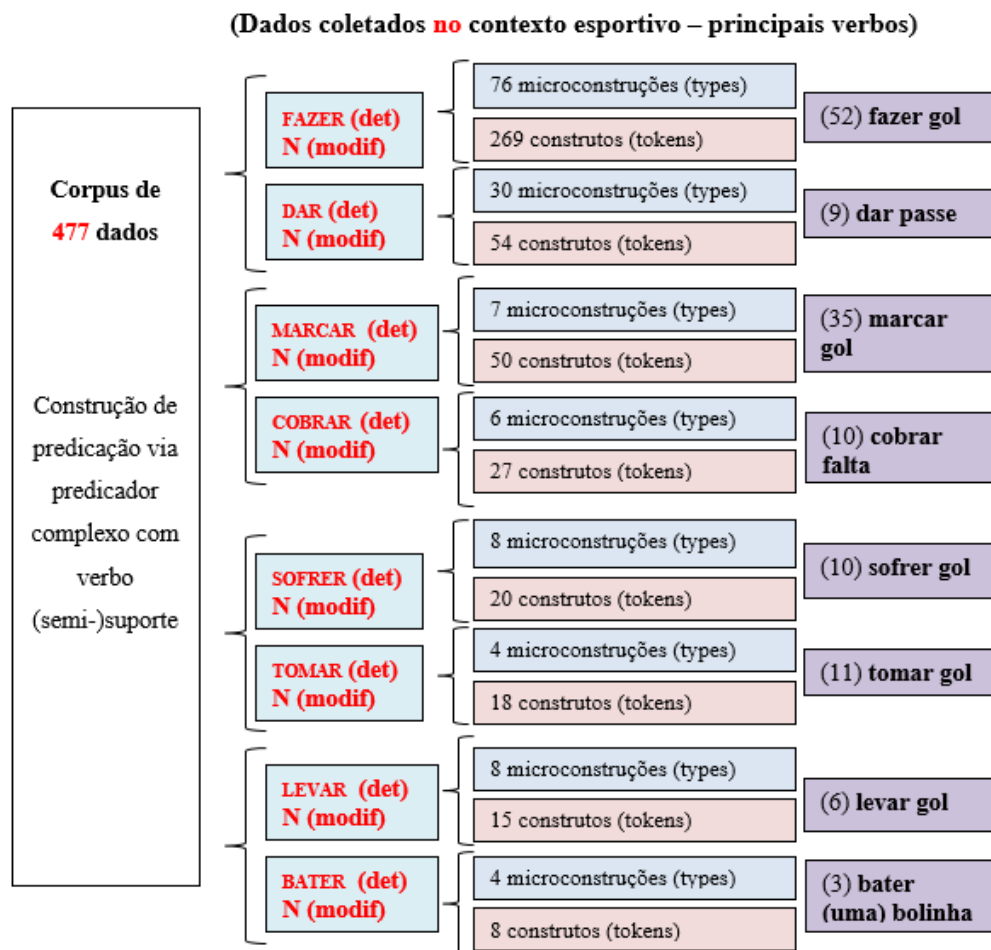 (Dados coletados no contexto esportivo – principais verbos)
Corpus de
477 dados
Construção de
predicação via
predicador
complexo com
verbo
(semi-)suporte
FAZER (det)
N (modif)
76 microconstruções (types)
269 construtos (tokens)
(52) fazer gol
DAR (det)
N (modif)
30 microconstruções (types)
54 construtos (tokens)
(9) dar passe
MARCAR (det)
N (modif)
7 microconstruções (types)
50 construtos (tokens)
(35) marcar
gol
COBRAR (det)
N (modif)
6 microconstruções (types)
27 construtos (tokens)
(10) cobrar
falta
SOFRER (det)
N (modif)
8 microconstruções (types)
20 construtos (tokens)
(10) sofrer gol
TOMAR (det)
N (modif)
4 microconstruções (types)
18 construtos (tokens)
(11) tomar gol
LEVAR (det)
N (modif)
8 microconstruções (types)
15 construtos (tokens)
(6) levar gol
BATER (det)
N (modif)
4 microconstruções (types)
8 construtos (tokens)
(3) bater
(uma) bolinha